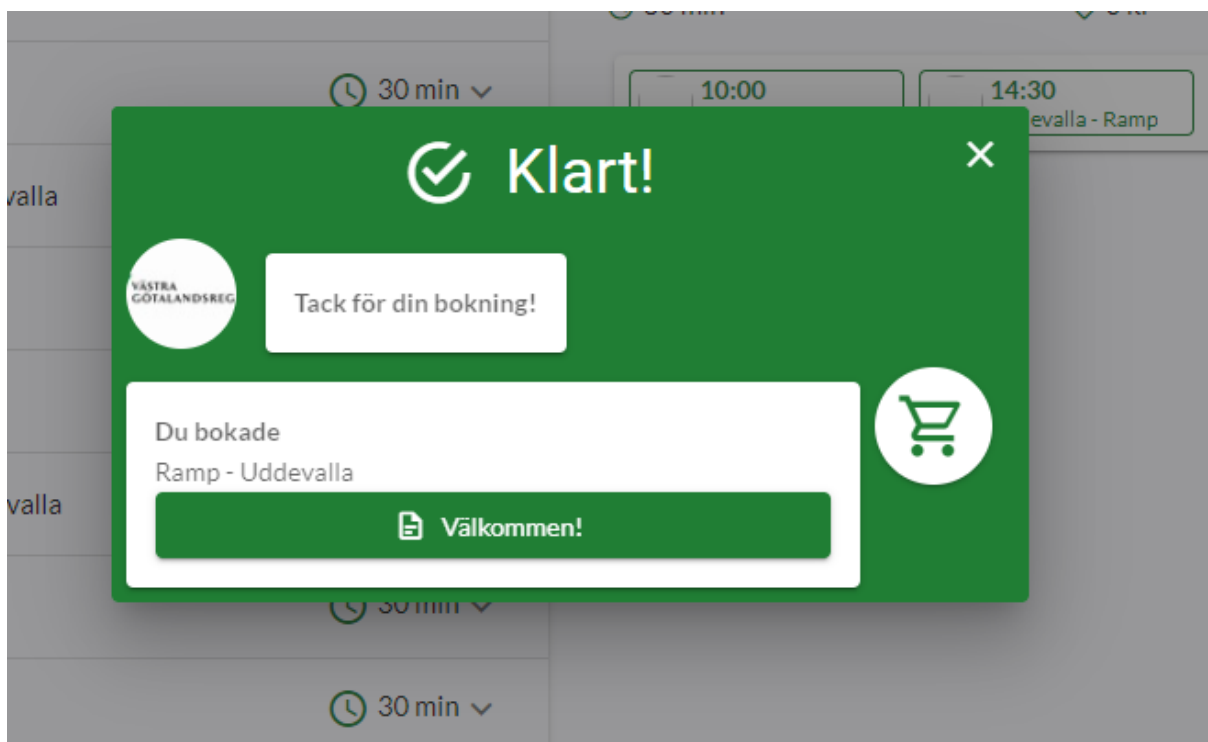 30 min
10:00
14:30
evalla - Ramp
Klart!
valla
VÄSTRA
GÖTALANDSREG
Tack för din bokning!
Du bokade
Ramp - Uddevalla
Välkommen!
valla
30 min
30 min